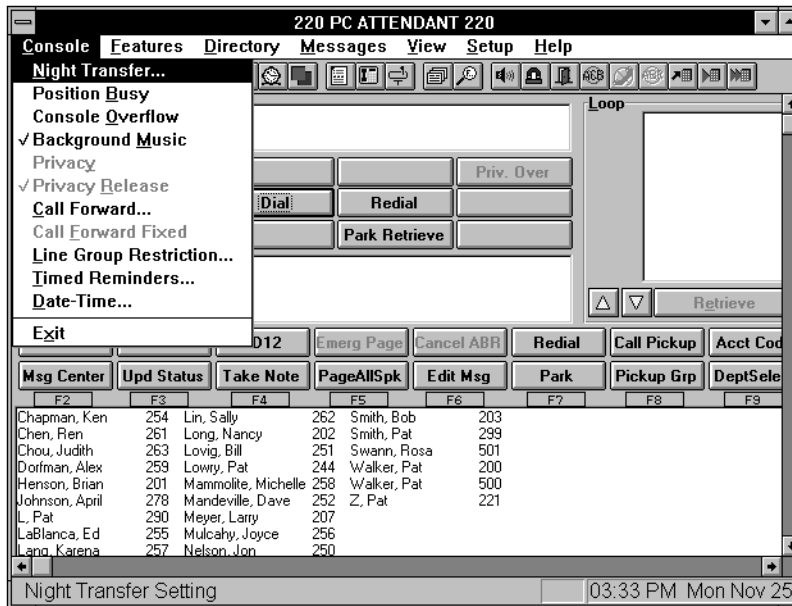 220 PC ATTENDANT 220
Console Features Directory Messages View Setup Help
Night Transfer...
Position Busy
Console Overflow
✓ Background Music
Privacy
✓ Privacy Release
Call Forward...
Call Forward Fixed
Line Group Restriction...
Timed Reminders...
Date-Time...
Exit
Loop
Priv. Over
Dial Redial
Park Retrieve
Retrieve
D12 Emerg Page Cancel ABR Redial Call Pickup Acct Cod
Msg Center Upd Status Take Note PageAllSpk Edit Msg Park Pickup Grp DeptSele
F2 F3 F4 F5 F6 F7 F8 F9
Chapman, Ken 254 Lin, Sally 262 Smith, Bob 203
Chen, Ren 261 Long, Nancy 202 Smith, Pat 299
Chou, Judith 263 Lovig, Bill 251 Swann, Rosa 501
Dorfman, Alex 259 Lowry, Pat 244 Walker, Pat 200
Henson, Brian 201 Mammolite, Michelle 258 Walker, Pat 500
Johnson, April 278 Mandeville, Dave 252 Z, Pat 221
L, Pat 290 Meyer, Larry 207
LaBlanca, Ed 255 Mulcahy, Joyce 256
Lang, Karena 257 Nelson, Jon 250
Night Transfer Setting 03:33 PM Mon Nov 25